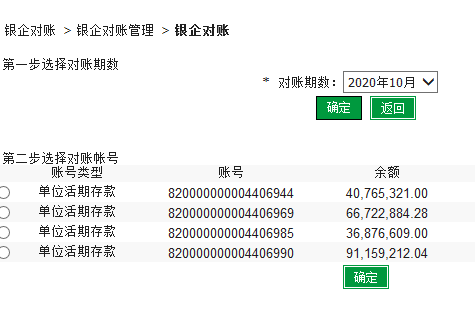 银企对账 > 银企对账管理 > 银企对账
第一步选择对账期数
* 对账期数: 2020年10月
确定 返回
第二步选择对账帐号
账号类型 账号 余额
单位活期存款 820000000004406944 40,765,321.00
单位活期存款 820000000004406969 66,722,884.28
单位活期存款 820000000004406985 36,876,609.00
单位活期存款 820000000004406990 91,159,212.04
确定